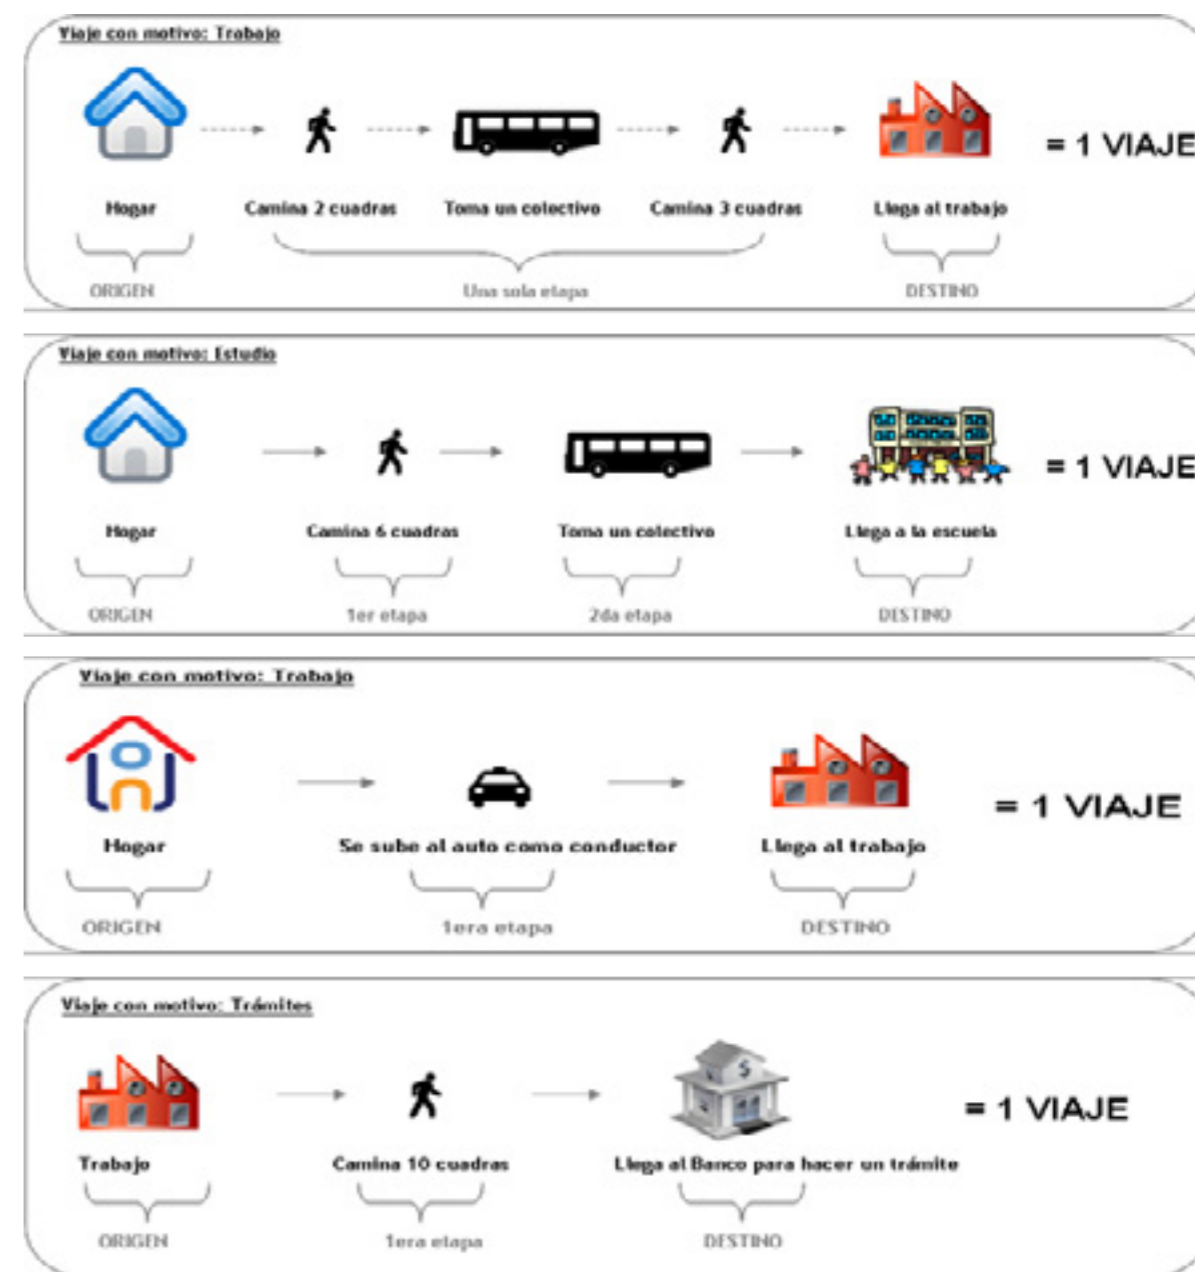 Viaje con motivo: Trabajo
= 1 VIAJE
Hogar Camina 2 cuadras Toma un colectivo Camina 3 cuadras Llega al trabajo
ORIGEN Una sola etapa DESTINO
Viaje con motivo: Estudio
= 1 VIAJE
Hogar Camina 6 cuadras Toma un colectivo Llega a la escuela
ORIGEN 1er etapa 2da etapa DESTINO
Viaje con motivo: Trabajo
= 1 VIAJE
Hogar Se sube al auto como conductor Llega al trabajo
ORIGEN 1era etapa DESTINO
Viaje con motivo: Trámites
$
= 1 VIAJE
Trabajo Camina 10 cuadras Llega al Banco para hacer un trámite
ORIGEN 1era etapa DESTINO